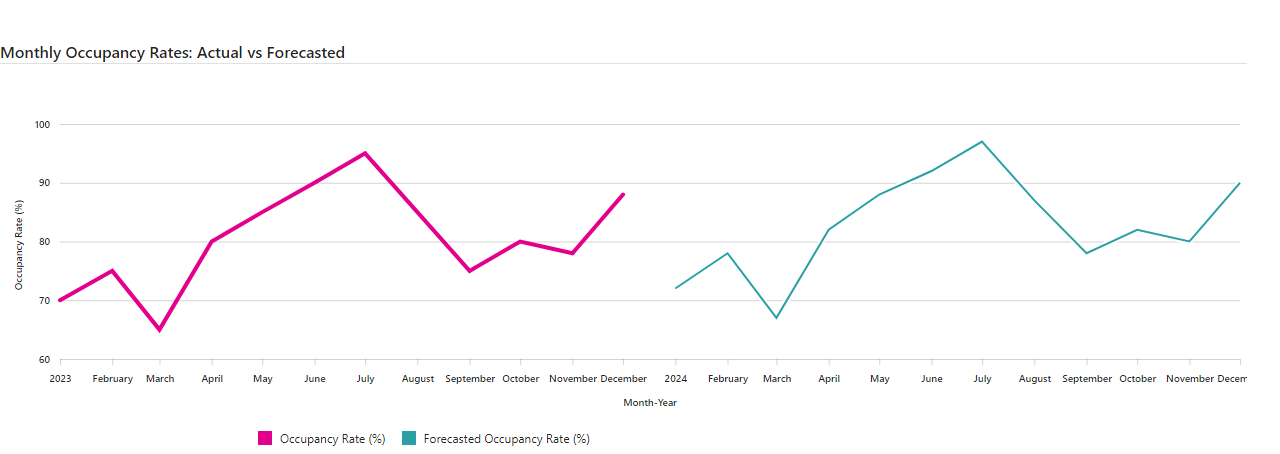 Monthly Occupancy Rates: Actual vs Forecasted
100
90
80
70
60
Occupancy Rate (%)
2023 February March April May June July August September October November December 2024 February March April May June July August September October November Decem
Month-Year
Occupancy Rate (%) Forecasted Occupancy Rate (%)